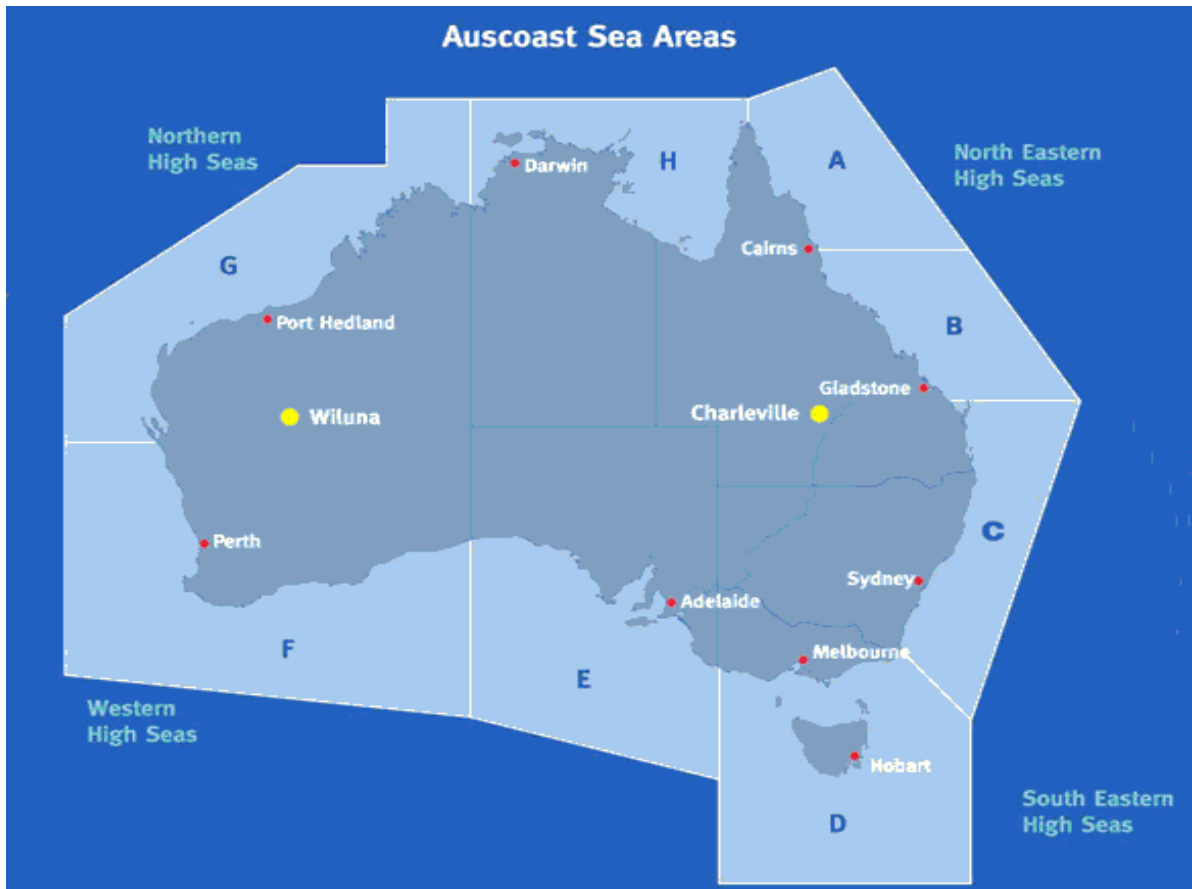 Auscoast Sea Areas
Northern
High Seas
H
A
North Eastern
High Seas
Darwin
Cairns
G
Port Hedland
B
Gladstone
Wiluna
Charleville
C
Perth
Sydney
Adelaide
F
Melbourne
E
Western
High Seas
Hobart
D
South Eastern
High Seas